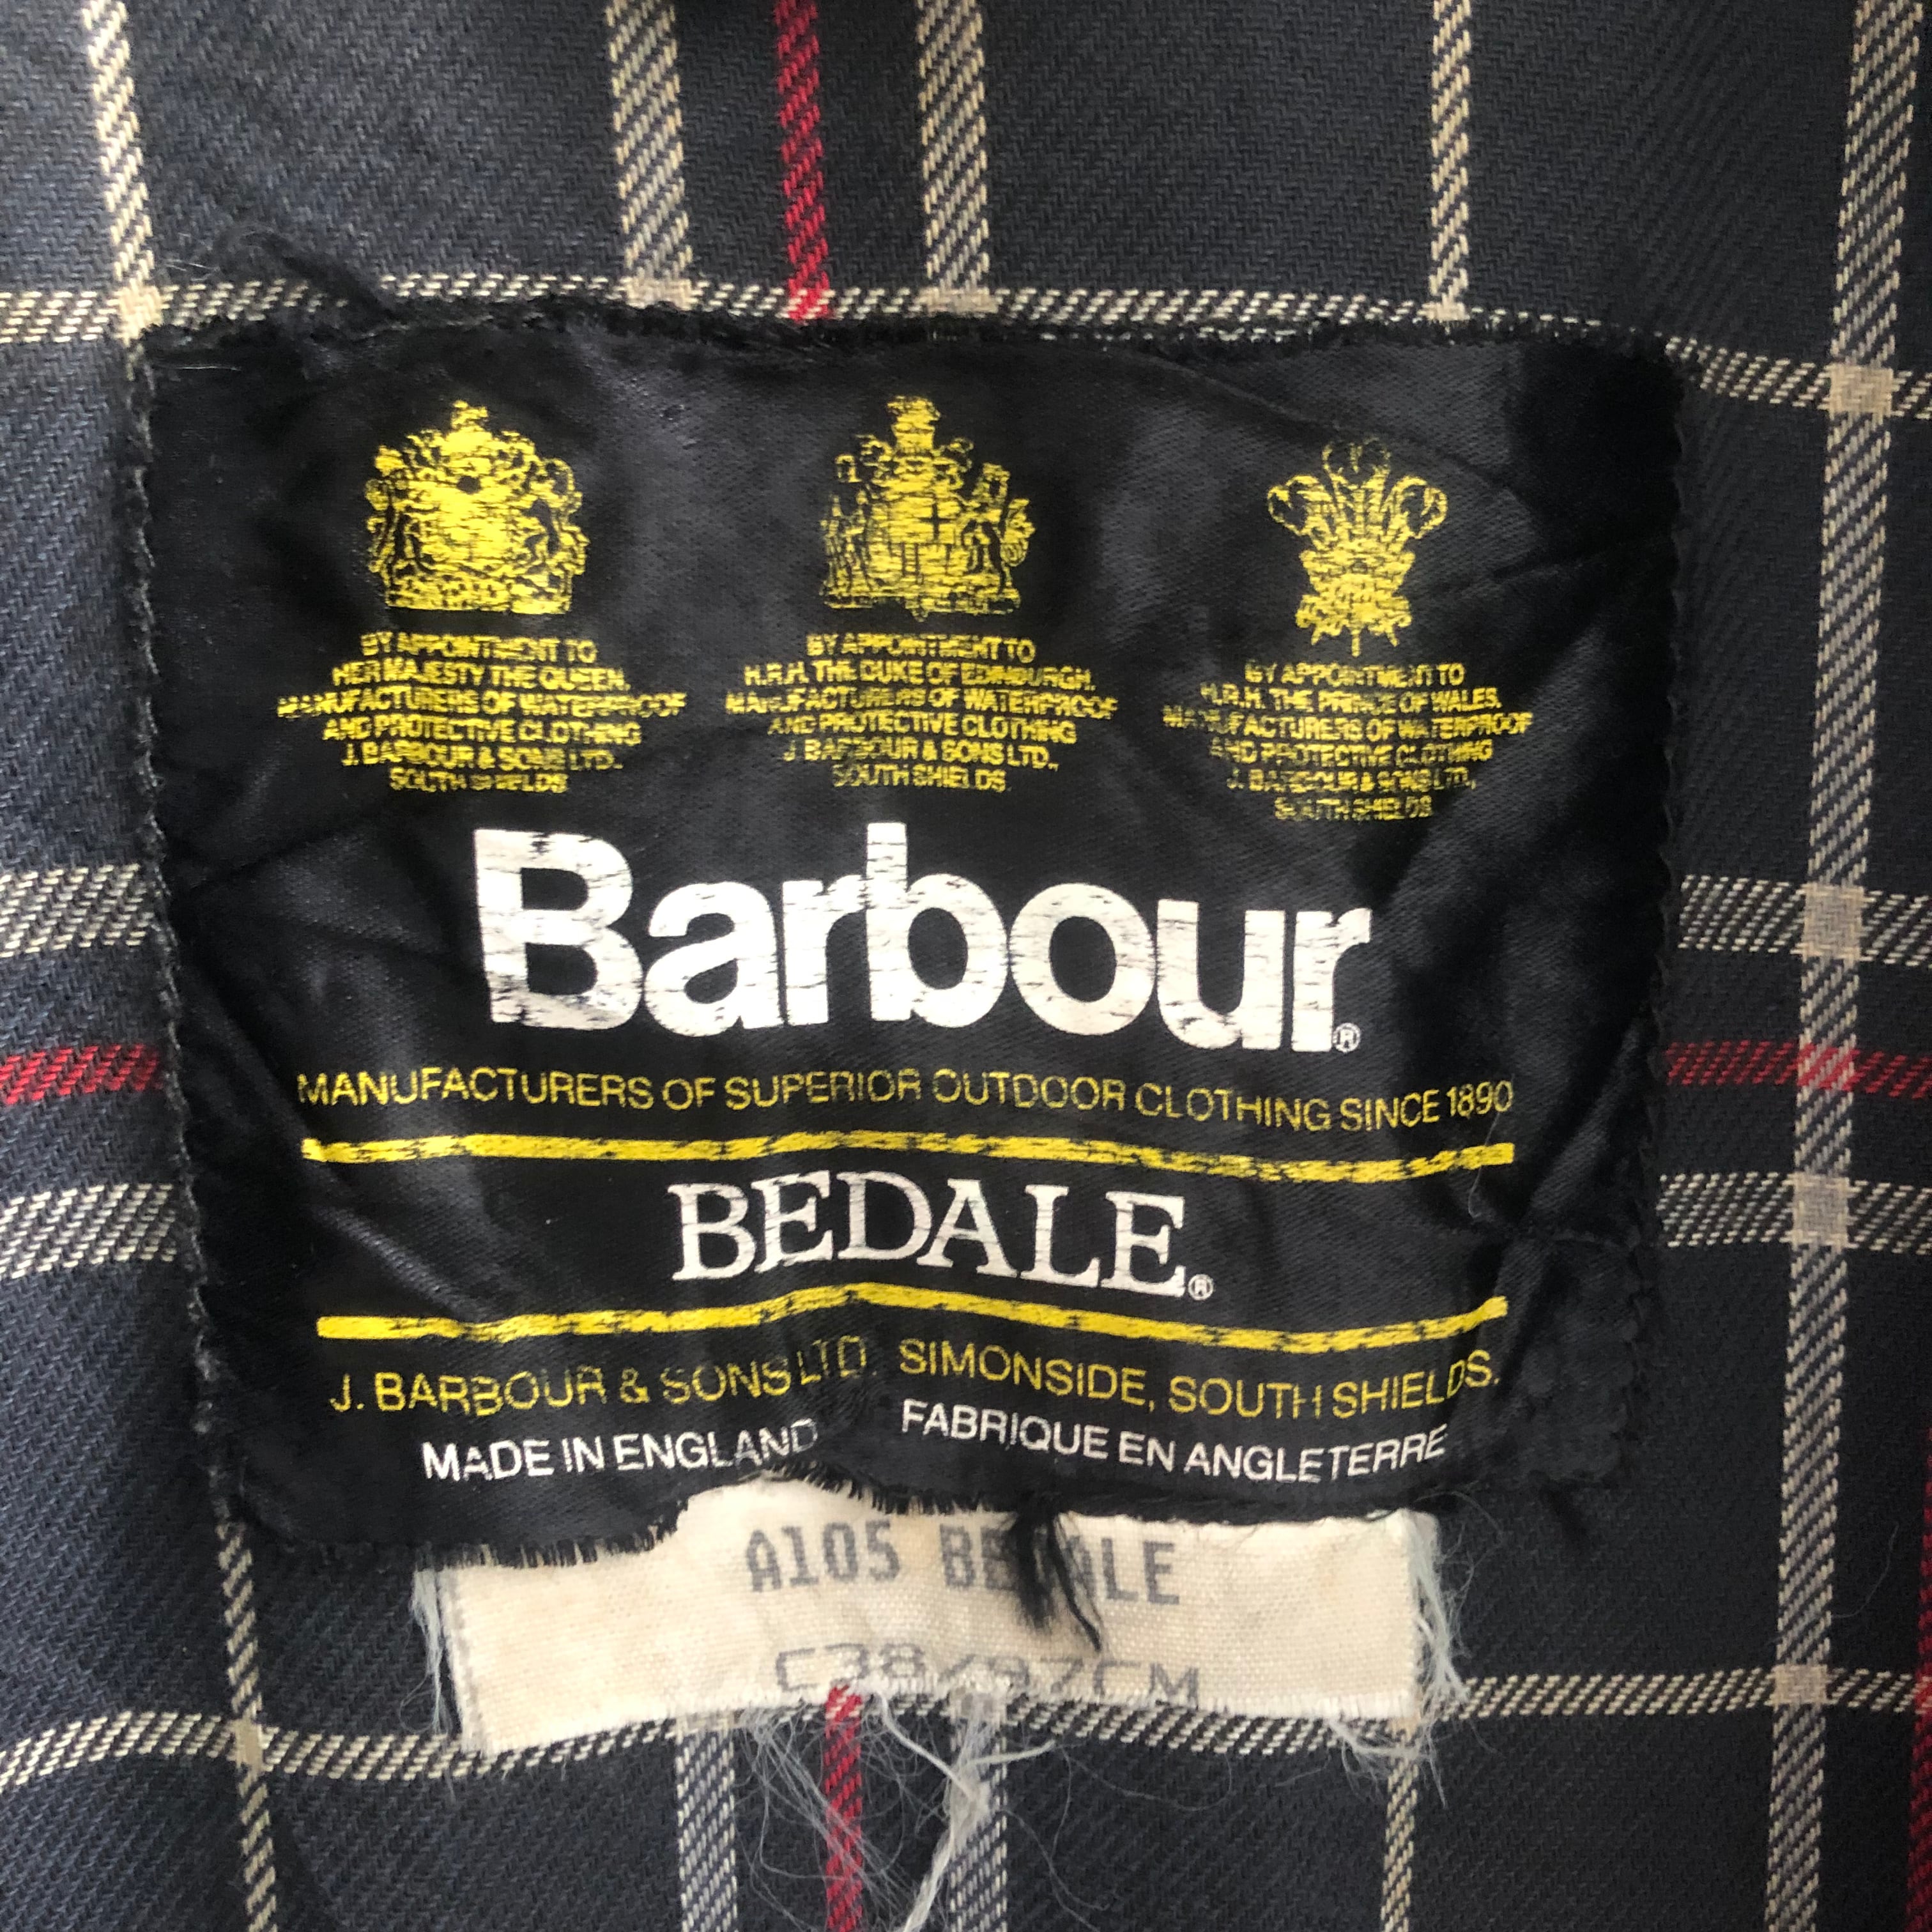 BY APPOINTMENT TO
HER MAJESTY THE QUEEN,
MANUFACTURERS OF WATERPROOF
AND PROTECTIVE CLOTHING
J. BARBOUR & SONS LTD.,
SOUTH SHIELDS
BY APPOINTMENT TO
H.R.H. THE DUKE OF EDINBURGH,
MANUFACTURERS OF WATERPROOF
AND PROTECTIVE CLOTHING
J. BARBOUR & SONS LTD.,
SOUTH SHIELDS
BY APPOINTMENT TO
H.R.H. THE PRINCE OF WALES,
MANUFACTURERS OF WATERPROOF
AND PROTECTIVE CLOTHING
J. BARBOUR & SONS LTD,
SOUTH SHIELDS
Barbour®
MANUFACTURERS OF SUPERIOR OUTDOOR CLOTHING SINCE 1890
BEDALE®
J. BARBOUR & SONS LTD. SIMONSIDE, SOUTH SHIELDS.
MADE IN ENGLAND FABRIQUE EN ANGLETERRE
A105 BEDALE
C38/97CM